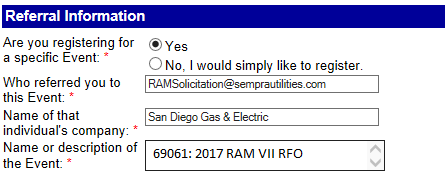 Referral Information
Are you registering for
a specific Event: *
Yes
No, I would simply like to register.
Who referred you to
this Event: *
RAMSolicitation@semprautilities.com
Name of that
individual's company: *
San Diego Gas & Electric
Name or description of
the Event: *
69061: 2017 RAM VII RFO